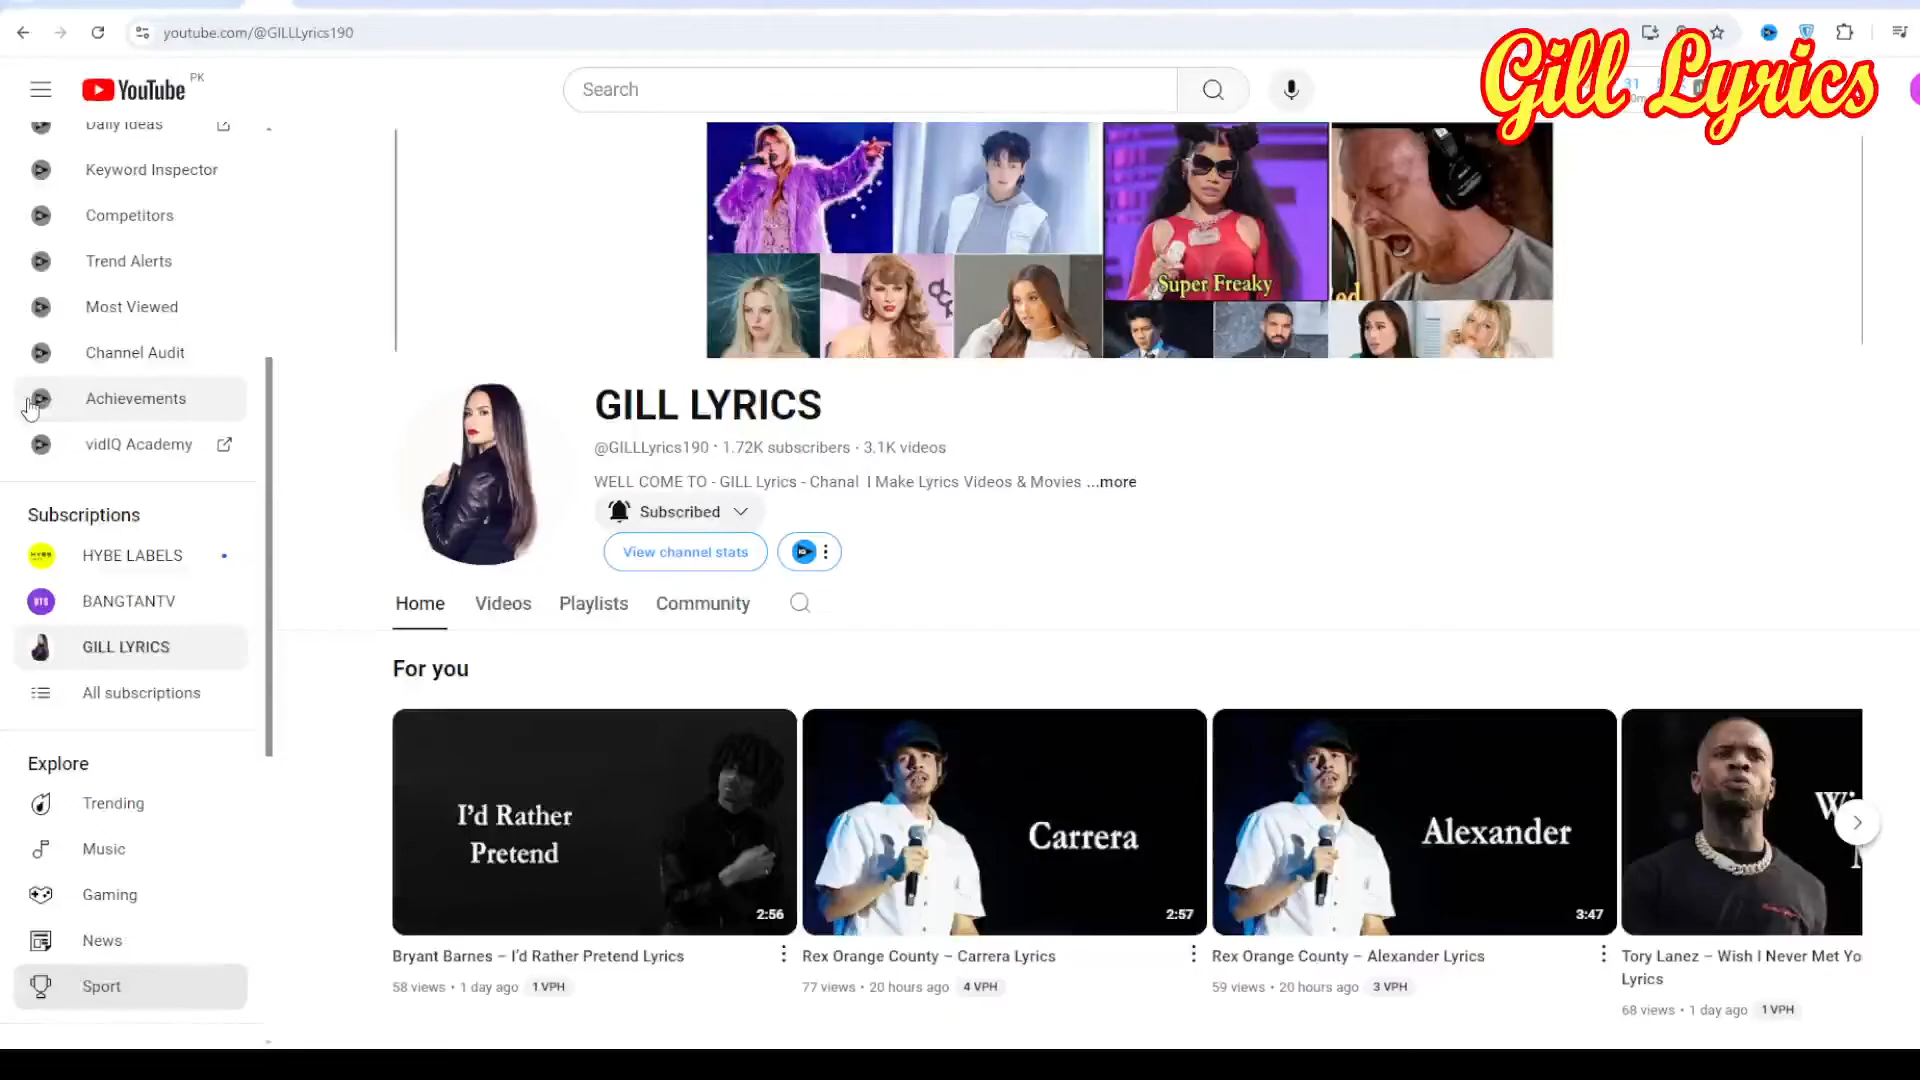 youtube.com/@GILLLyrics190
Gill Lyrics
YouTube PK
Search
Daily Ideas
Keyword Inspector
Competitors
Trend Alerts
Most Viewed
Channel Audit
Achievements
vidIQ Academy
Subscriptions
HYBE LABELS
BANGTANTV
GILL LYRICS
All subscriptions
Explore
Trending
Music
Gaming
News
Sport
Super Freaky
GILL LYRICS
@GILLLyrics190 • 1.72K subscribers • 3.1K videos
WELL COME TO - GILL Lyrics - Chanal I Make Lyrics Videos & Movies ...more
Subscribed
View channel stats
Home Videos Playlists Community
For you
I'd Rather
Pretend
2:56
Carrera
2:57
Alexander
3:47
Bryant Barnes – I'd Rather Pretend Lyrics
58 views • 1 day ago 1 VPH
Rex Orange County – Carrera Lyrics
77 views • 20 hours ago 4 VPH
Rex Orange County – Alexander Lyrics
59 views • 20 hours ago 3 VPH
Tory Lanez – Wish I Never Met Yo
Lyrics
68 views • 1 day ago 1 VPH